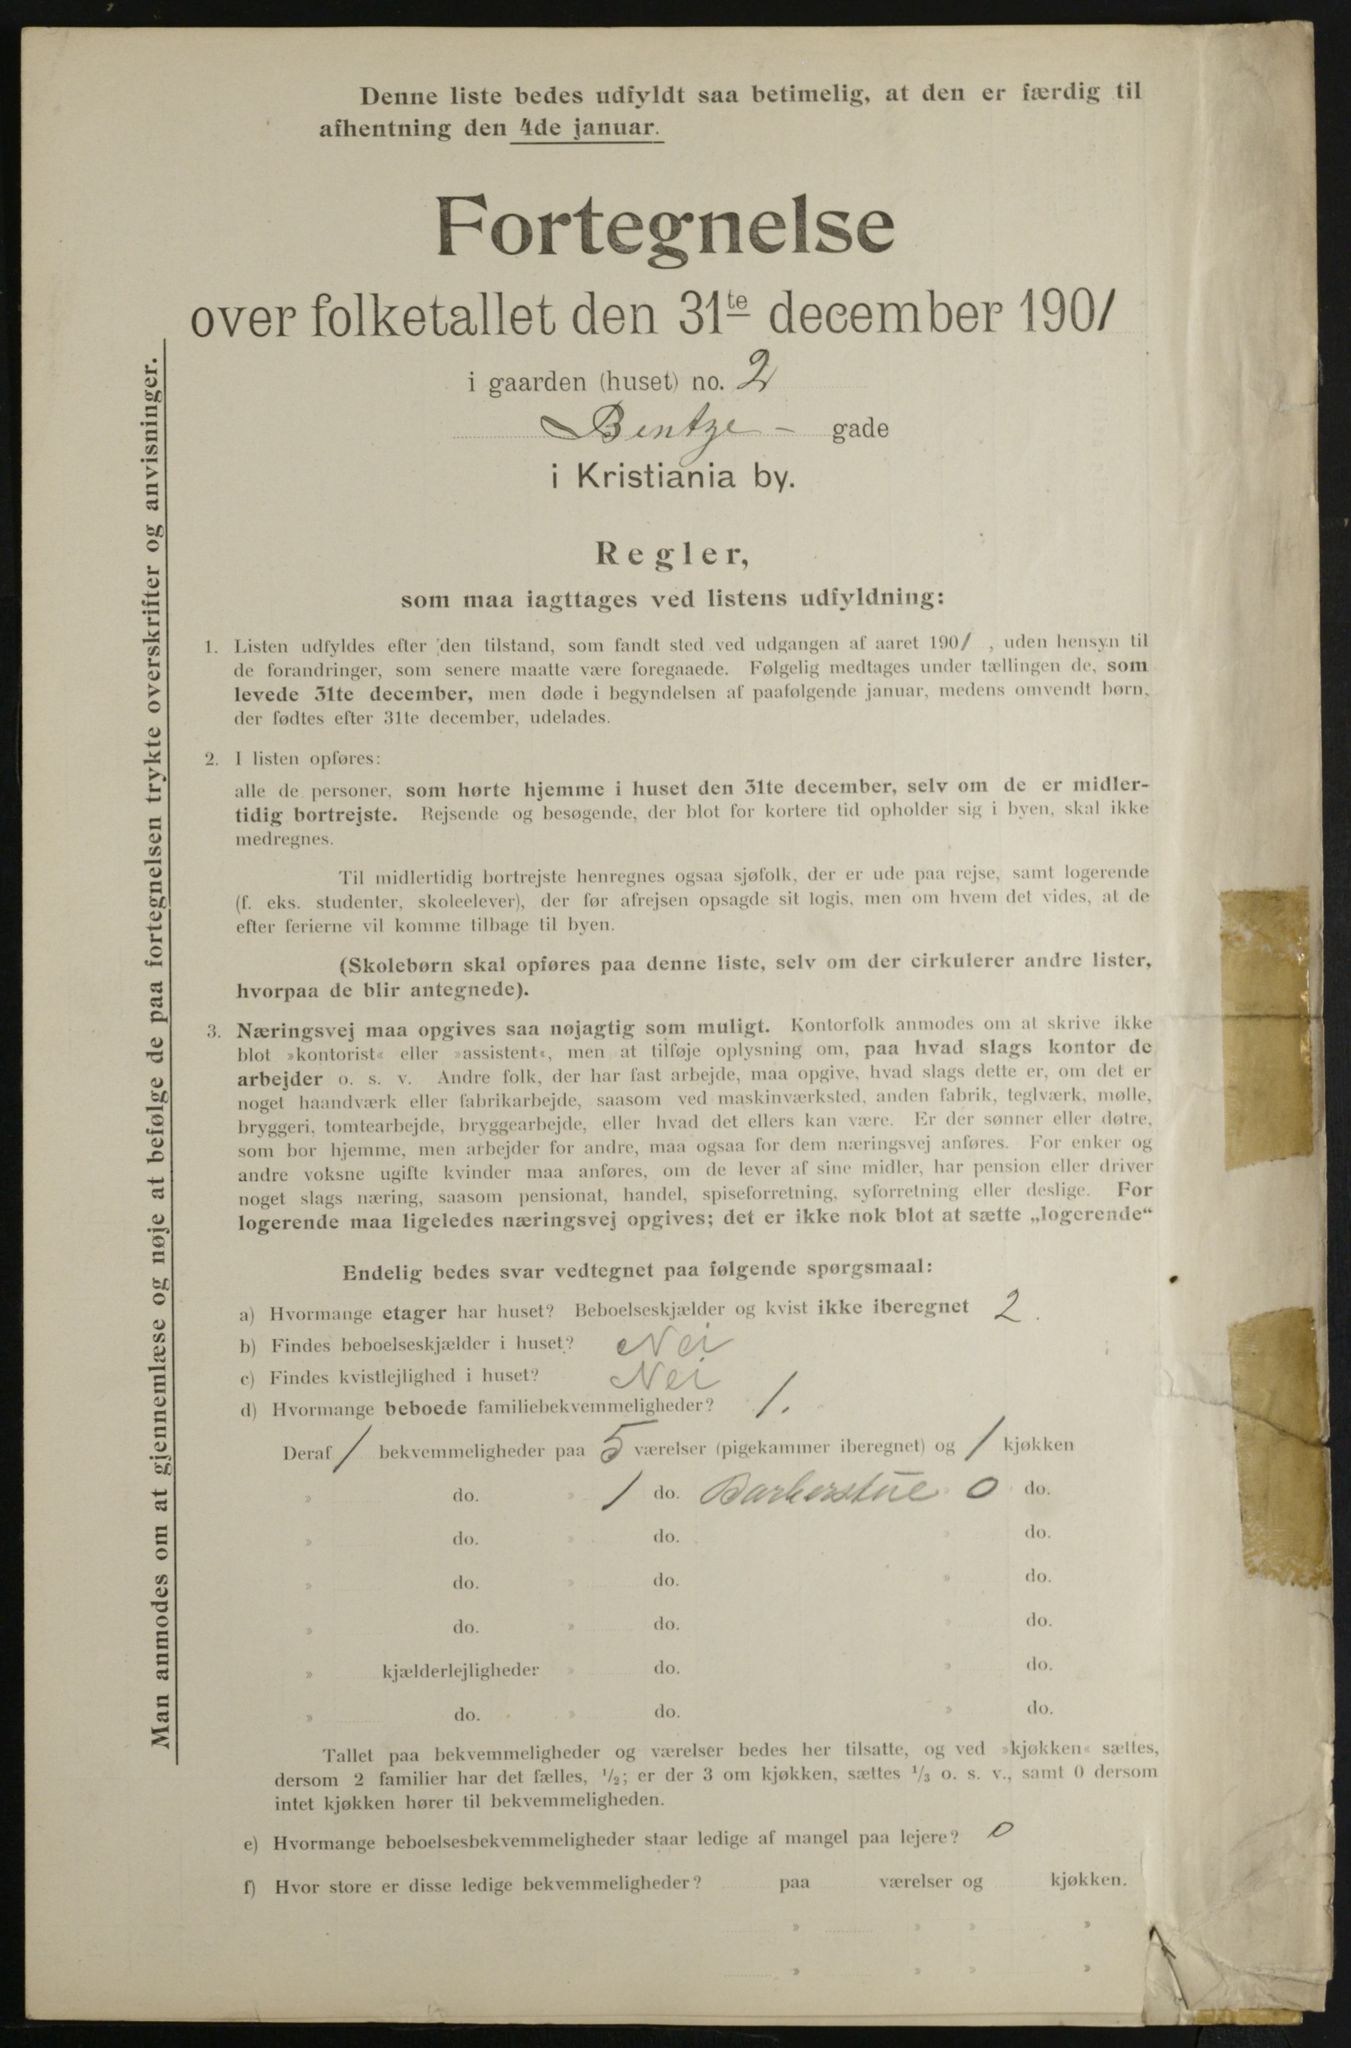 Denne liste bedes udfyldt saa betimelig, at den er færdig til
afhentning den 4de januar.
Fortegnelse
over folketallet den 31te december 1901
i gaarden (huset) no. 2
Bentze - gade
i Kristiania by.
Regler,
som maa iagttages ved listens udfyldning:
1. Listen udfyldes efter den tilstand, som fandt sted ved udgangen af aaret 1901, uden hensyn til
de forandringer, som senere maatte være foregaaede. Følgelig medtages under tællingen de, som
levede 31te december, men døde i begyndelsen af paafølgende januar, medens omvendt børn,
der fødtes efter 31te december, udelades.
2. I listen opføres:
alle de personer, som hørte hjemme i huset den 31te december, selv om de er midler-
tidig bortrejste. Rejsende og besøgende, der blot for kortere tid opholder sig i byen, skal ikke
medregnes.
Til midlertidig bortrejste henregnes ogsaa sjøfolk, der er ude paa rejse, samt logerende
(f. eks. studenter, skoleelever), der før afrejsen opsagde sit logis, men om hvem det vides, at de
efter ferierne vil komme tilbage til byen.
(Skolebørn skal opføres paa denne liste, selv om der cirkulerer andre lister,
hvorpaa de blir antegnede).
3. Næringsvej maa opgives saa nøjagtig som muligt. Kontorfolk anmodes om at skrive ikke
blot »kontorist« eller »assistent«, men at tilføje oplysning om, paa hvad slags kontor de
arbejder o. s. v. Andre folk, der har fast arbejde, maa opgive, hvad slags dette er, om det er
noget haandværk eller fabrikarbejde, saasom ved maskinværksted, anden fabrik, teglværk, mølle,
bryggeri, tomtearbejde, bryggearbejde, eller hvad det ellers kan være. Er der sønner eller døtre,
som bor hjemme, men arbejder for andre, maa ogsaa for dem næringsvej anføres. For enker og
andre voksne ugifte kvinder maa anføres, om de lever af sine midler, har pension eller driver
noget slags næring, saasom pensionat, handel, spiseforretning, syforretning eller deslige. For
logerende maa ligeledes næringsvej opgives; det er ikke nok blot at sætte „logerende“
Endelig bedes svar vedtegnet paa følgende spørgsmaal:
a) Hvormange etager har huset? Beboelseskjælder og kvist ikke iberegnet 2.
b) Findes beboelseskjælder i huset? Nei
c) Findes kvistlejlighed i huset? Nei
d) Hvormange beboede familiebekvemmeligheder? 1.
Deraf 1 bekvemmeligheder paa 5 værelser (pigekammer iberegnet) og 1 kjøkken
» do. » 1 do. Barberstue 0 do.
» do. » do. » do.
» do. » do. » do.
» do. » do. » do.
» kjælderlejligheder » do. » do.
» do. » do. » do.
Tallet paa bekvemmeligheder og værelser bedes her tilsatte, og ved »kjøkken« sættes,
dersom 2 familier har det fælles, 1/2; er der 3 om kjøkken, sættes 1/3 o. s. v., samt 0 dersom
intet kjøkken hører til bekvemmeligheden.
e) Hvormange beboelsesbekvemmeligheder staar ledige af mangel paa lejere? 0
f) Hvor store er disse ledige bekvemmeligheder? paa værelser og kjøkken.
» » » »
» » » »
Man anmodes om at gjennemlæse og nøje at befølge de paa fortegnelsen trykte overskrifter og anvisninger.